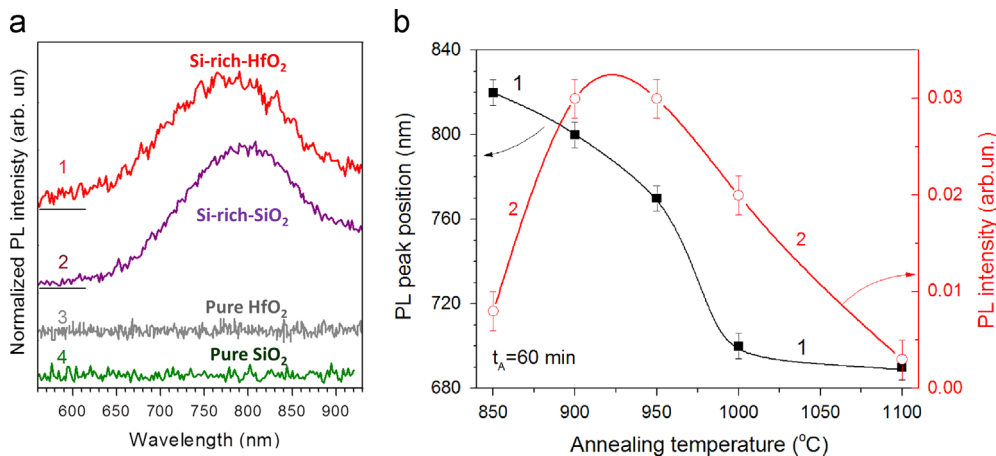 a
Normalized PL intenisty (arb. un)
Si-rich-HfO2
1
Si-rich-SiO2
2
Pure HfO2
3
Pure SiO2
4
600 650 700 750 800 850 900
Wavelength (nm)
b
PL peak position (nm)
840
800
760
720
680
1
2
2
1
tA=60 min
850 900 950 1000 1050 1100
Annealing temperature (oC)
0.03
0.02
0.01
0.00
PL intensity (arb.un.)